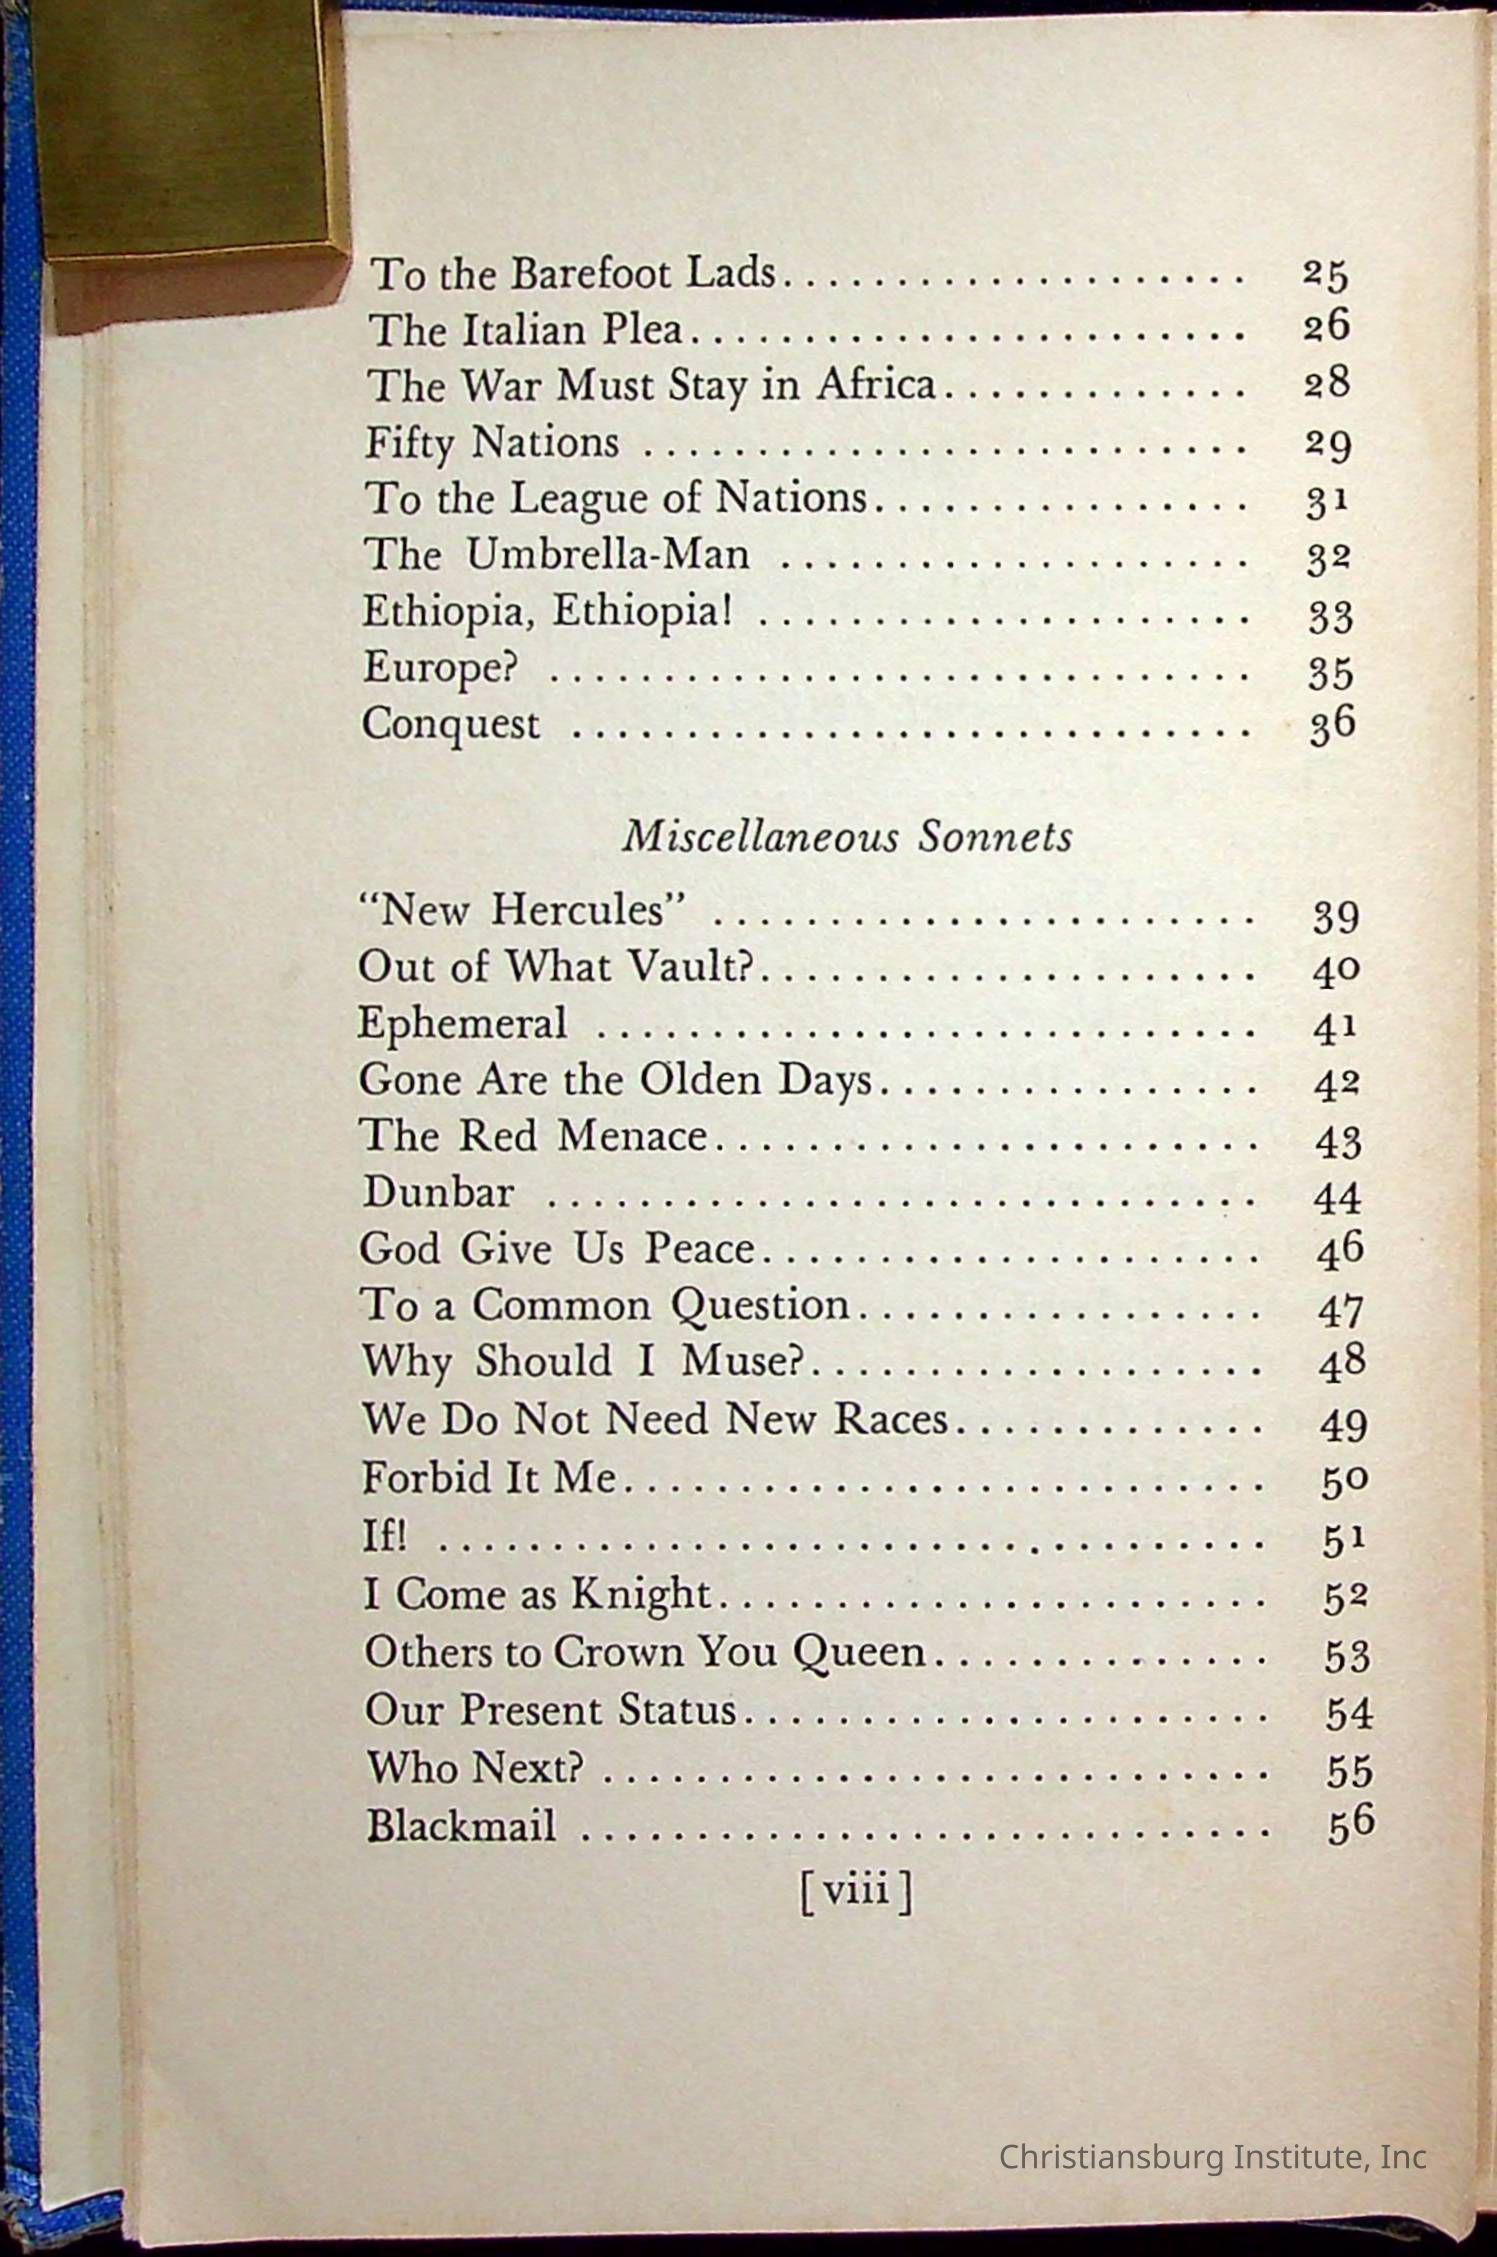 To the Barefoot Lads.................... 25
The Italian Plea........................ 26
The War Must Stay in Africa............. 28
Fifty Nations ........................... 29
To the League of Nations................ 31
The Umbrella-Man ..................... 32
Ethiopia, Ethiopia! ...................... 33
Europe? ............................... 35
Conquest .............................. 36
Miscellaneous Sonnets
“New Hercules” ........................ 39
Out of What Vault?...................... 40
Ephemeral ............................. 41
Gone Are the Olden Days................. 42
The Red Menace........................ 43
Dunbar ............................... 44
God Give Us Peace...................... 46
To a Common Question.................. 47
Why Should I Muse?.................... 48
We Do Not Need New Races.............. 49
Forbid It Me............................ 50
If! .................................... 51
I Come as Knight........................ 52
Others to Crown You Queen............... 53
Our Present Status....................... 54
Who Next? ............................. 55
Blackmail .............................. 56
[ viii ]
Christiansburg Institute, Inc